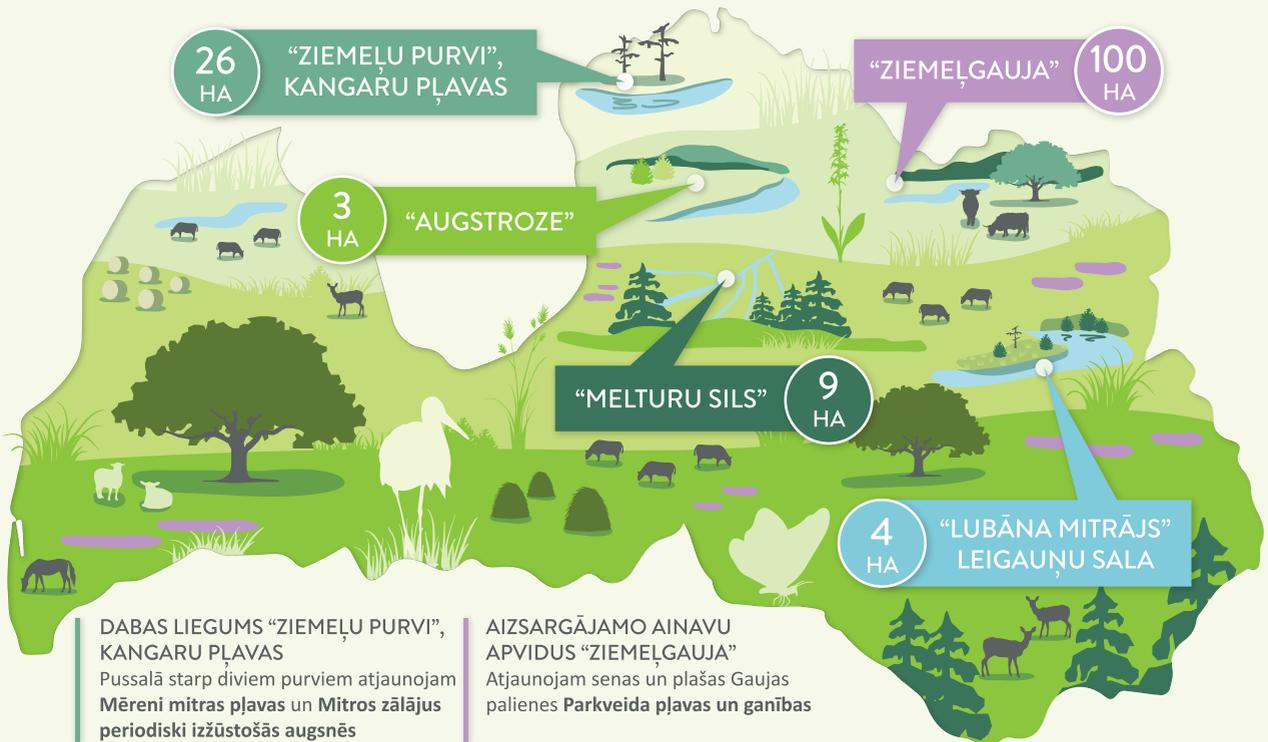 26
HA
“ZIEMEĻU PURVI”,
KANGARU PĻAVAS
“ZIEMEĻGAUJA”
100
HA
3
HA
“AUGSTROZE”
“MELTURU SILS”
9
HA
4
HA
“LUBĀNA MITRĀJS”
LEIGAUŅU SALA
DABAS LIEGUMS “ZIEMEĻU PURVI”,
KANGARU PĻAVAS
Pussalā starp diviem purviem atjaunojam
Mēreni mitras pļavas un Mitros zālājus
periodiski izžūstošās augsnēs
AIZSARGĀJAMO AINAVU
APVIDUS “ZIEMEĻGAUJA”
Atjaunojam senas un plašas Gaujas
palienes Parkveida pļavas un ganības